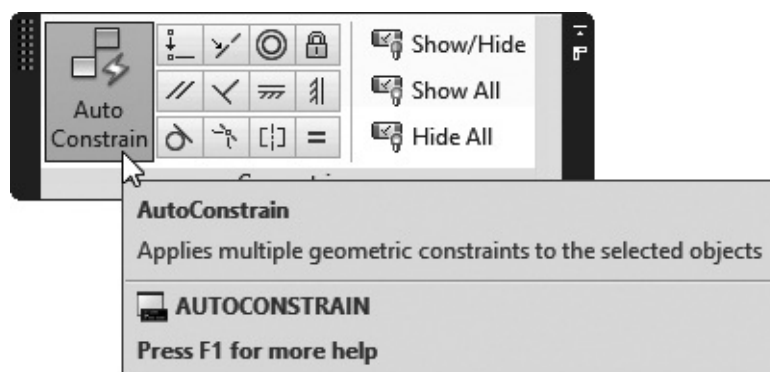 Auto
Constrain
Show/Hide
Show All
Hide All
AutoConstrain
Applies multiple geometric constraints to the selected objects
AUTOCONSTRAIN
Press F1 for more help